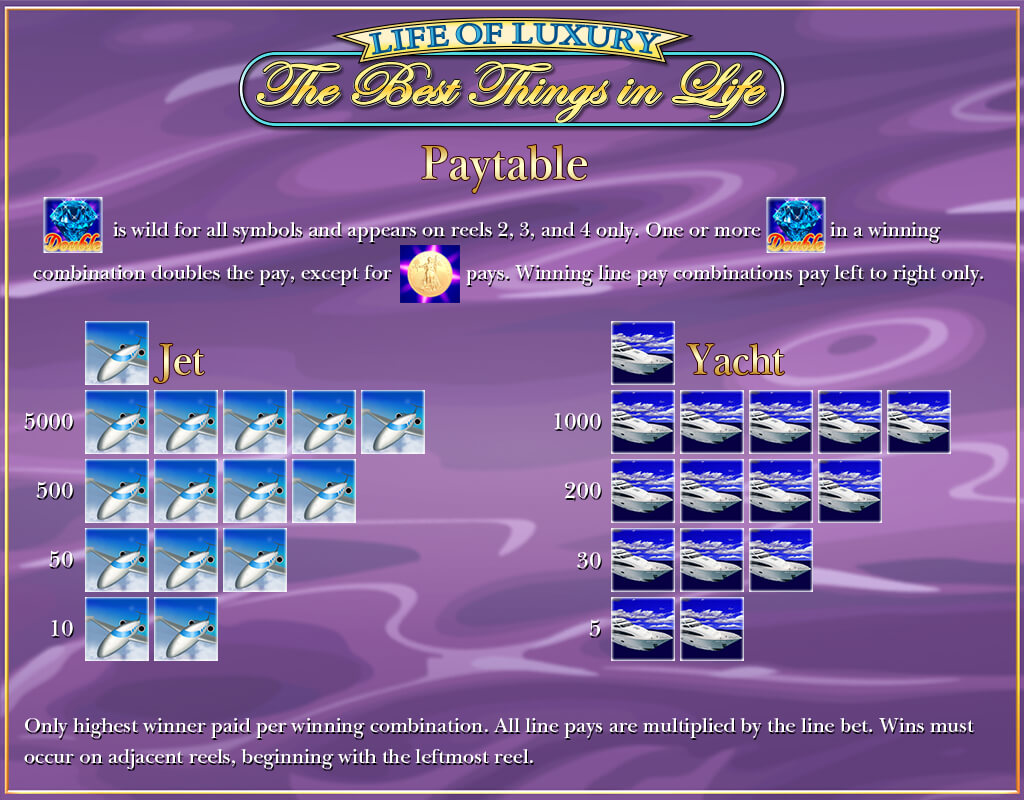 LIFE OF LUXURY
The Best Things in Life
Paytable
Double is wild for all symbols and appears on reels 2, 3, and 4 only. One or more Double in a winning
combination doubles the pay, except for pays. Winning line pay combinations pay left to right only.
Jet
Yacht
5000
1000
500
200
50
30
10
5
Only highest winner paid per winning combination. All line pays are multiplied by the line bet. Wins must
occur on adjacent reels, beginning with the leftmost reel.